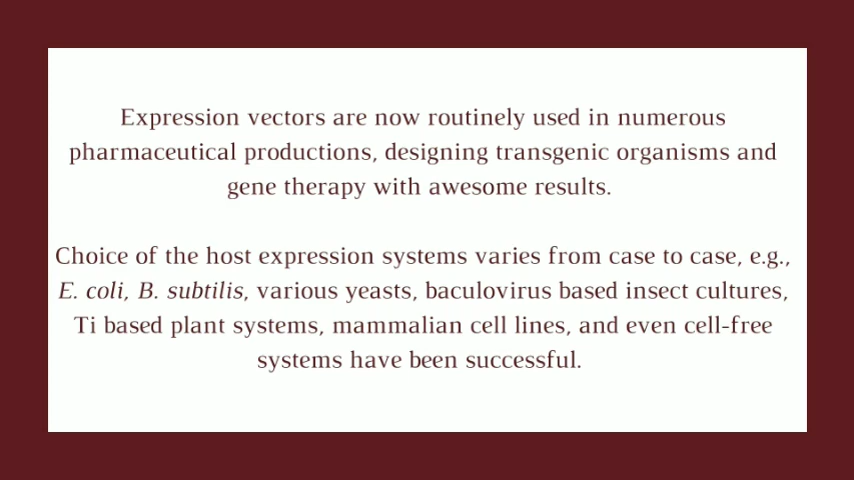 Expression vectors are now routinely used in numerous
pharmaceutical productions, designing transgenic organisms and
gene therapy with awesome results.
Choice of the host expression systems varies from case to case, e.g.,
E. coli, B. subtilis, various yeasts, baculovirus based insect cultures,
Ti based plant systems, mammalian cell lines, and even cell-free
systems have been successful.